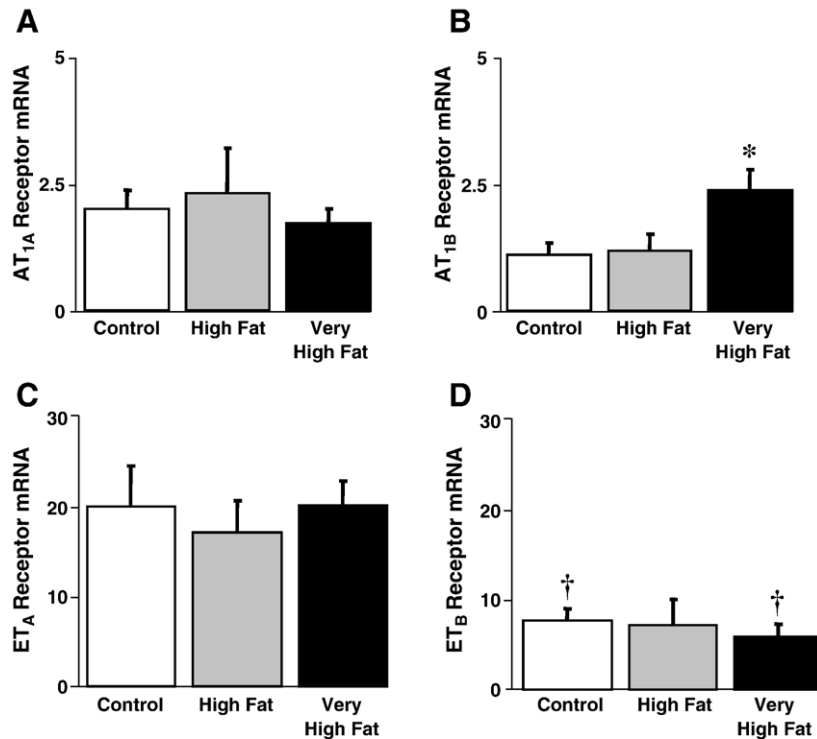 A
AT1A Receptor mRNA
5
2.5
0
Control High Fat Very
High Fat
B
AT1B Receptor mRNA
5
2.5
0
*
Control High Fat Very
High Fat
C
ETA Receptor mRNA
30
20
10
0
Control High Fat Very
High Fat
D
ETB Receptor mRNA
30
20
10
0
† †
Control High Fat Very
High Fat